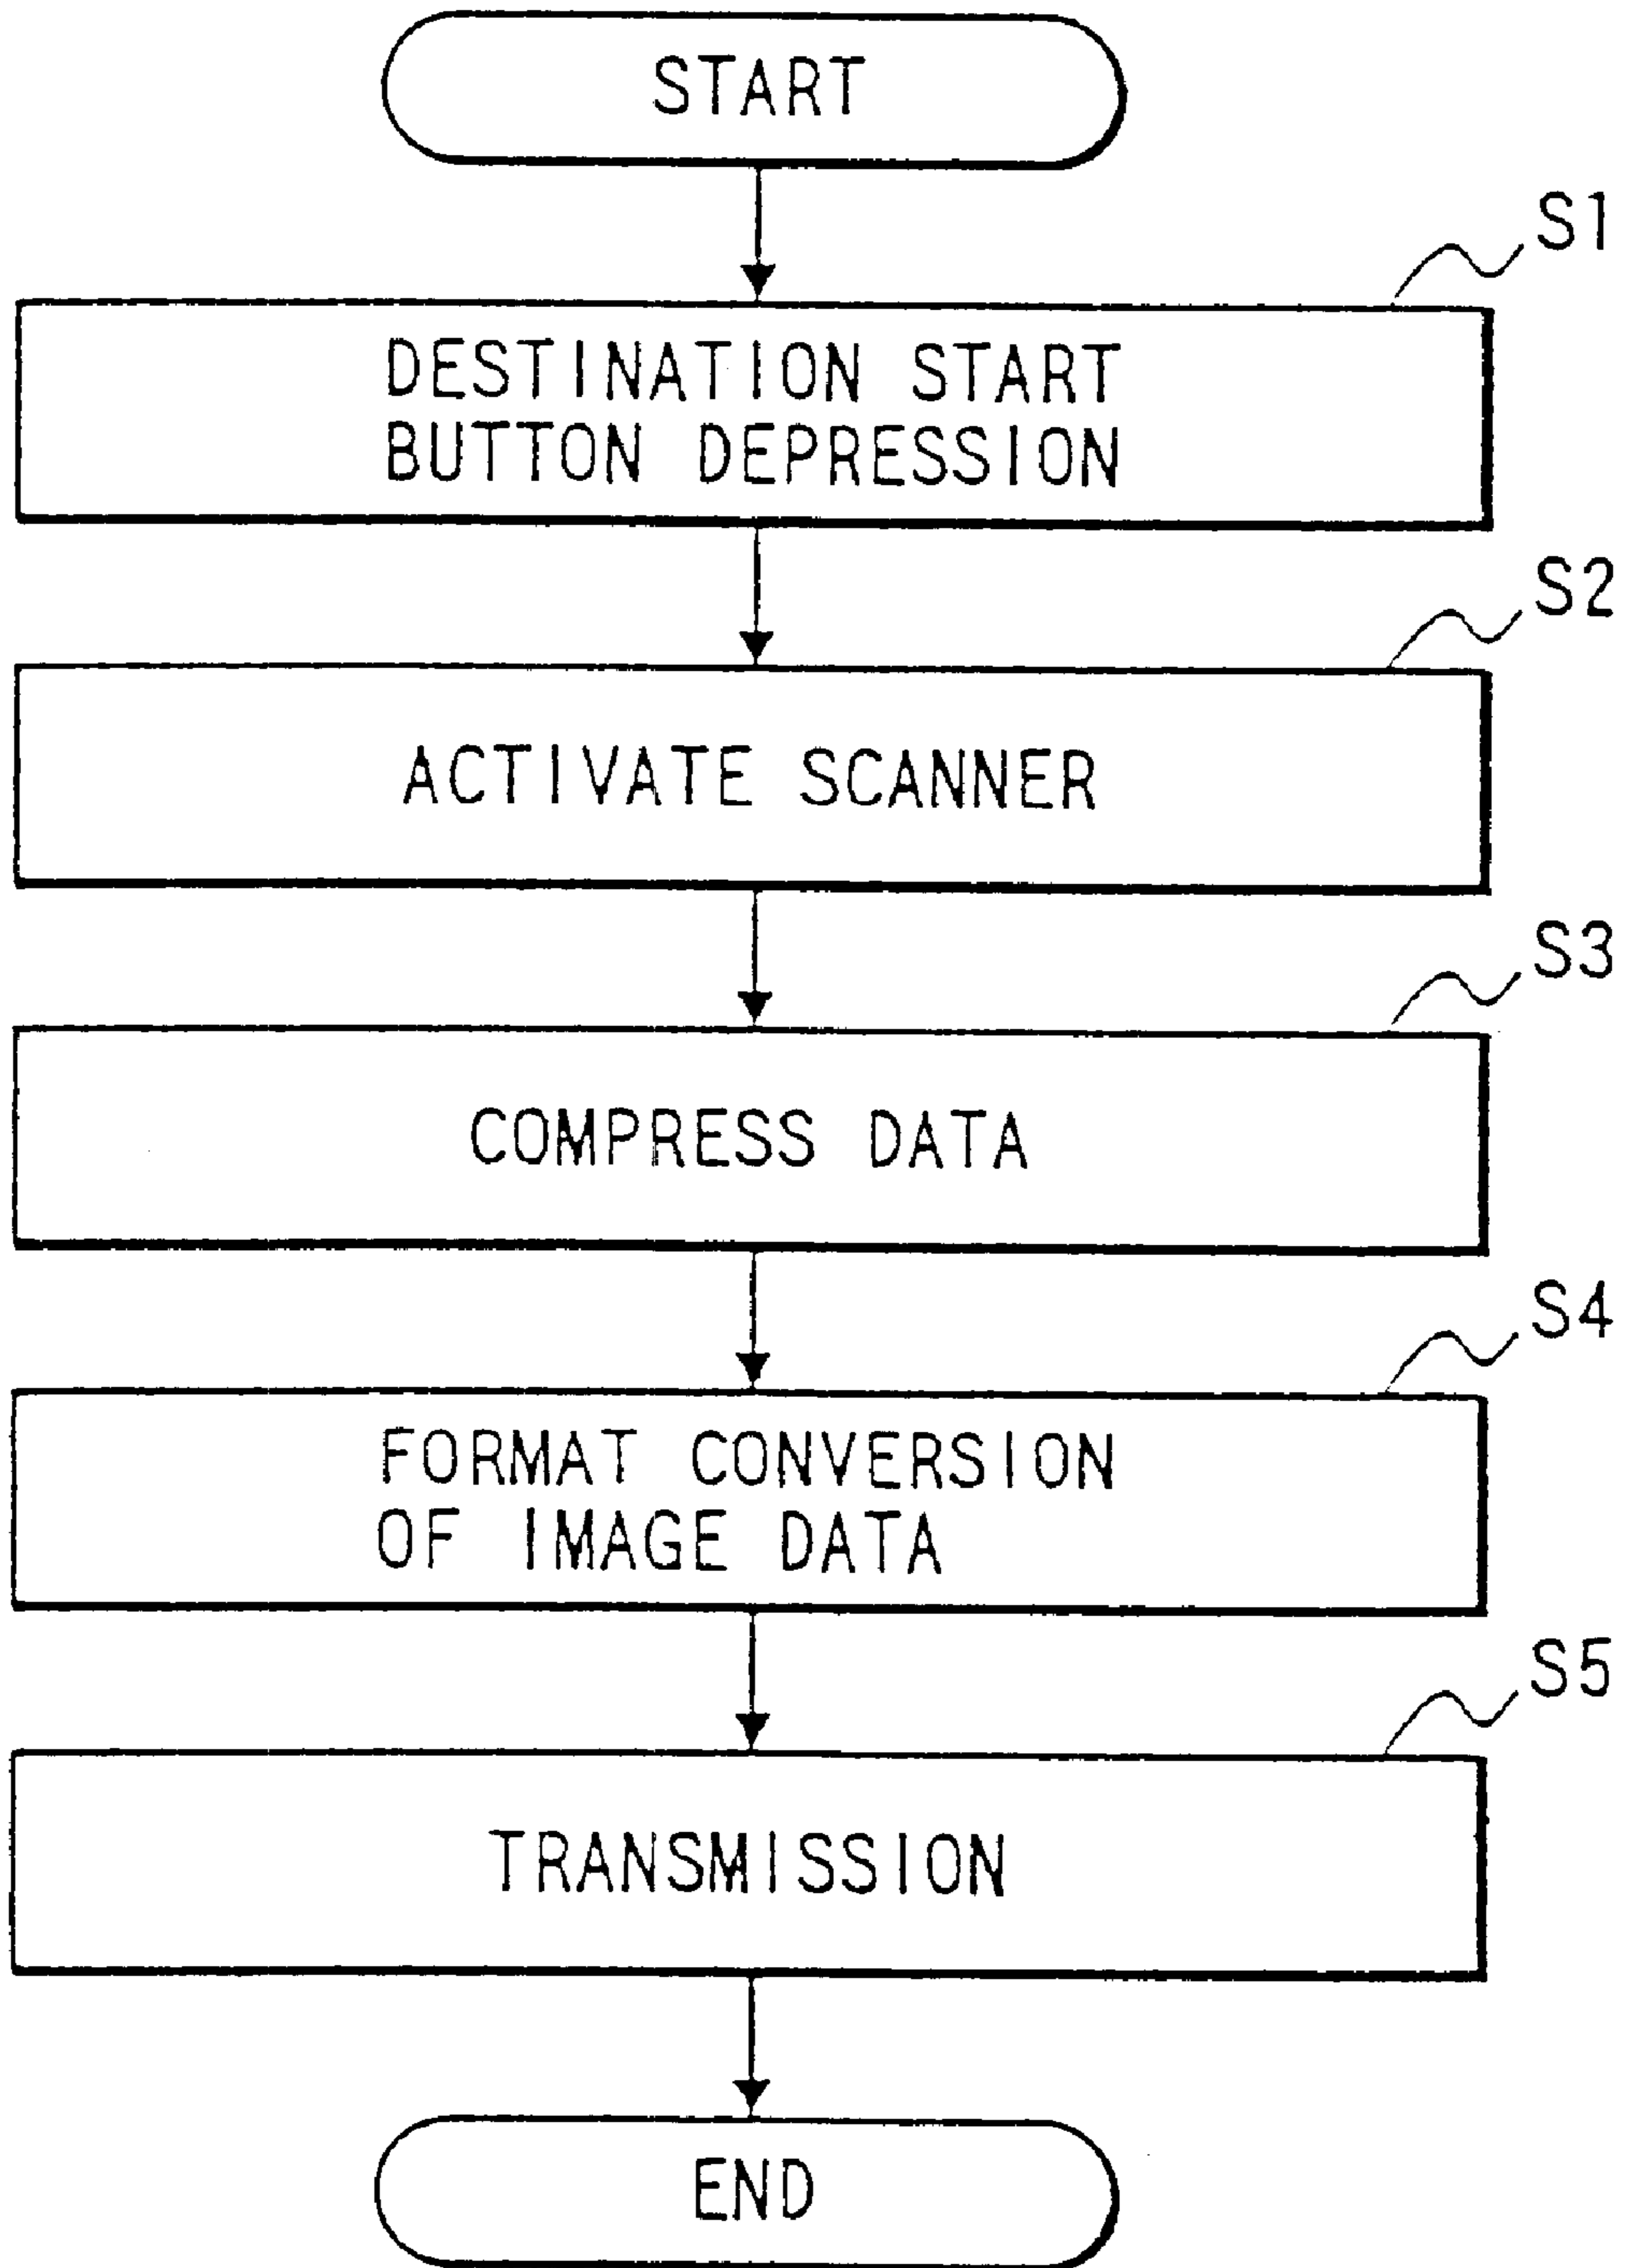 START
S1
DESTINATION START
BUTTON DEPRESSION
S2
ACTIVATE SCANNER
S3
COMPRESS DATA
S4
FORMAT CONVERSION
OF IMAGE DATA
S5
TRANSMISSION
END